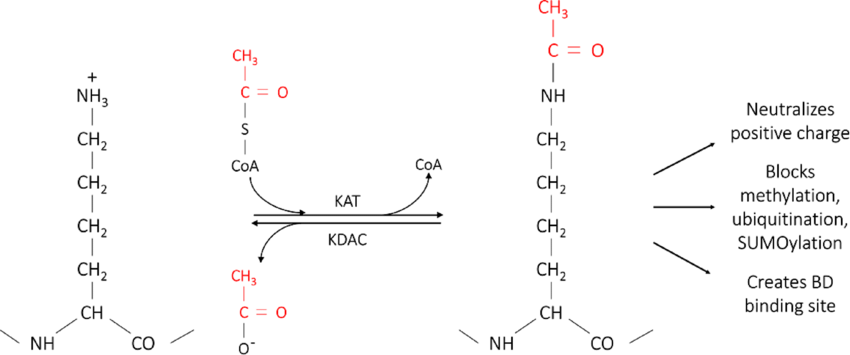 +
NH₃
CH₂
CH₂
CH₂
CH₂
CH
NH
CO
CH₃
C = O
S
CoA
CoA
KAT
KDAC
CH₃
C = O
O⁻
CH₃
C = O
NH
CH₂
CH₂
CH₂
CH₂
CH
NH
CO
Neutralizes
positive charge
Blocks
methylation,
ubiquitination,
SUMOylation
Creates BD
binding site